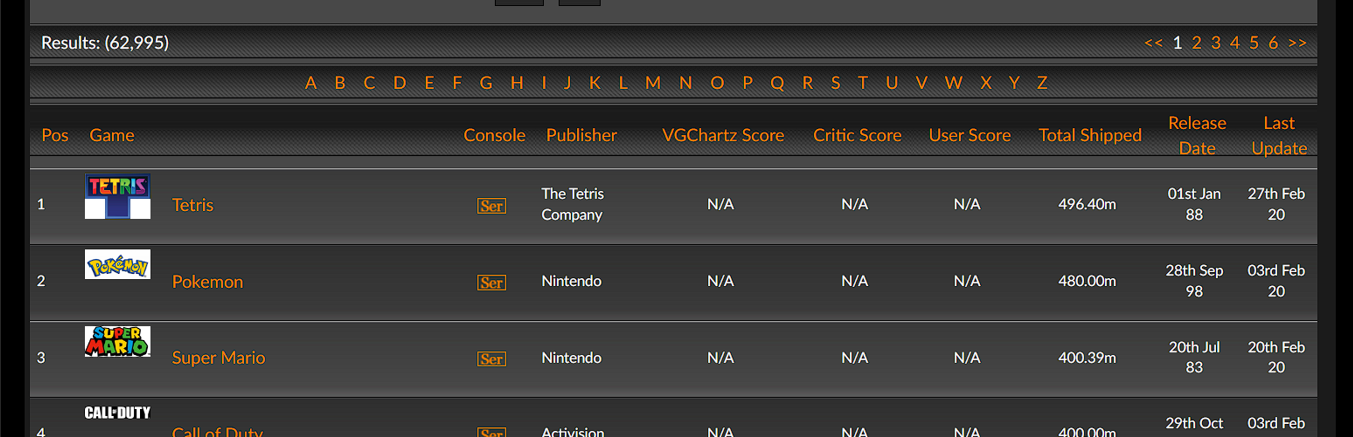 Results: (62,995) << 1 2 3 4 5 6 >>
A B C D E F G H I J K L M N O P Q R S T U V W X Y Z
Pos Game Console Publisher VGChartz Score Critic Score User Score Total Shipped Release Date Last Update
1 TETRIS Tetris Ser The Tetris Company N/A N/A N/A 496.40m 01st Jan 88 27th Feb 20
2 POKéMON Pokemon Ser Nintendo N/A N/A N/A 480.00m 28th Sep 98 03rd Feb 20
3 SUPER MARIO Super Mario Ser Nintendo N/A N/A N/A 400.39m 20th Jul 83 20th Feb 20
4 CALL OF DUTY Call of Duty Ser Activision N/A N/A N/A 400.00m 29th Oct 03rd Feb